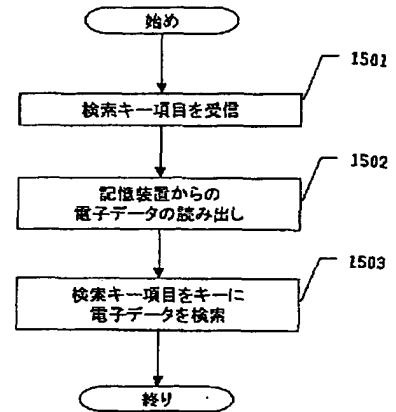 始め
1501
検索キー項目を受信
1502
記憶装置からの
電子データの読み出し
1503
検索キー項目をキーに
電子データを検索
終り